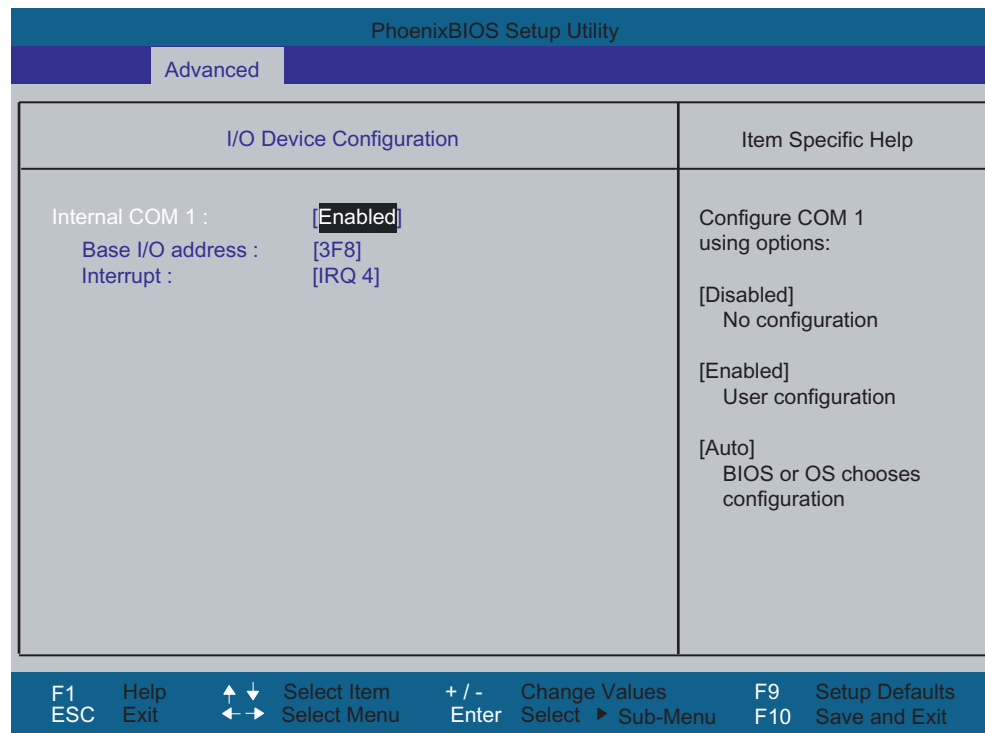 PhoenixBIOS Setup Utility
Advanced
I/O Device Configuration
Item Specific Help
Internal COM 1 : [Enabled]
Base I/O address : [3F8]
Interrupt : [IRQ 4]
Configure COM 1
using options:
[Disabled]
No configuration
[Enabled]
User configuration
[Auto]
BIOS or OS chooses
configuration
F1 Help Select Item + / - Change Values F9 Setup Defaults
ESC Exit Select Menu Enter Select Sub-Menu F10 Save and Exit